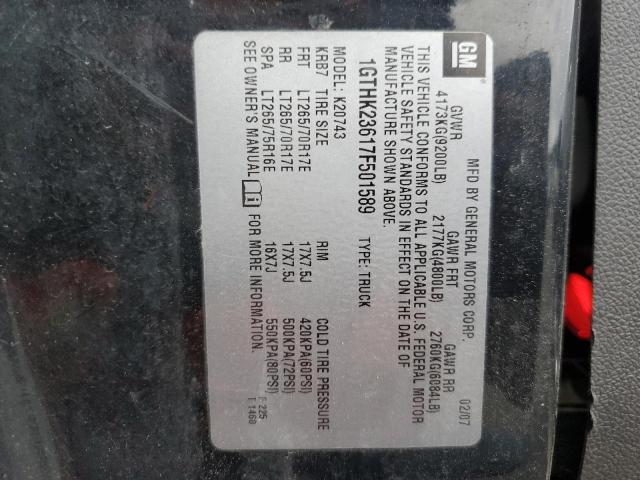 GM
MFD BY GENERAL MOTORS CORP. 02/07
GVWR GAWR FRT GAWR RR
4173KG(9200LB) 2177KG(4800LB) 2760KG(6084LB)
THIS VEHICLE CONFORMS TO ALL APPLICABLE U.S. FEDERAL MOTOR
VEHICLE SAFETY STANDARDS IN EFFECT ON THE DATE OF
MANUFACTURE SHOWN ABOVE.
1GTHK23617F501589 TYPE: TRUCK
MODEL: K20743
KRB7 TIRE SIZE RIM COLD TIRE PRESSURE
FRT LT265/70R17E 17X7.5J 420KPA(60PSI)
RR LT265/70R17E 17X7.5J 500KPA(72PSI)
SPA LT265/75R16E 16X7J 550KPA(80PSI)
SEE OWNER'S MANUAL FOR MORE INFORMATION.
F 225
T 1460